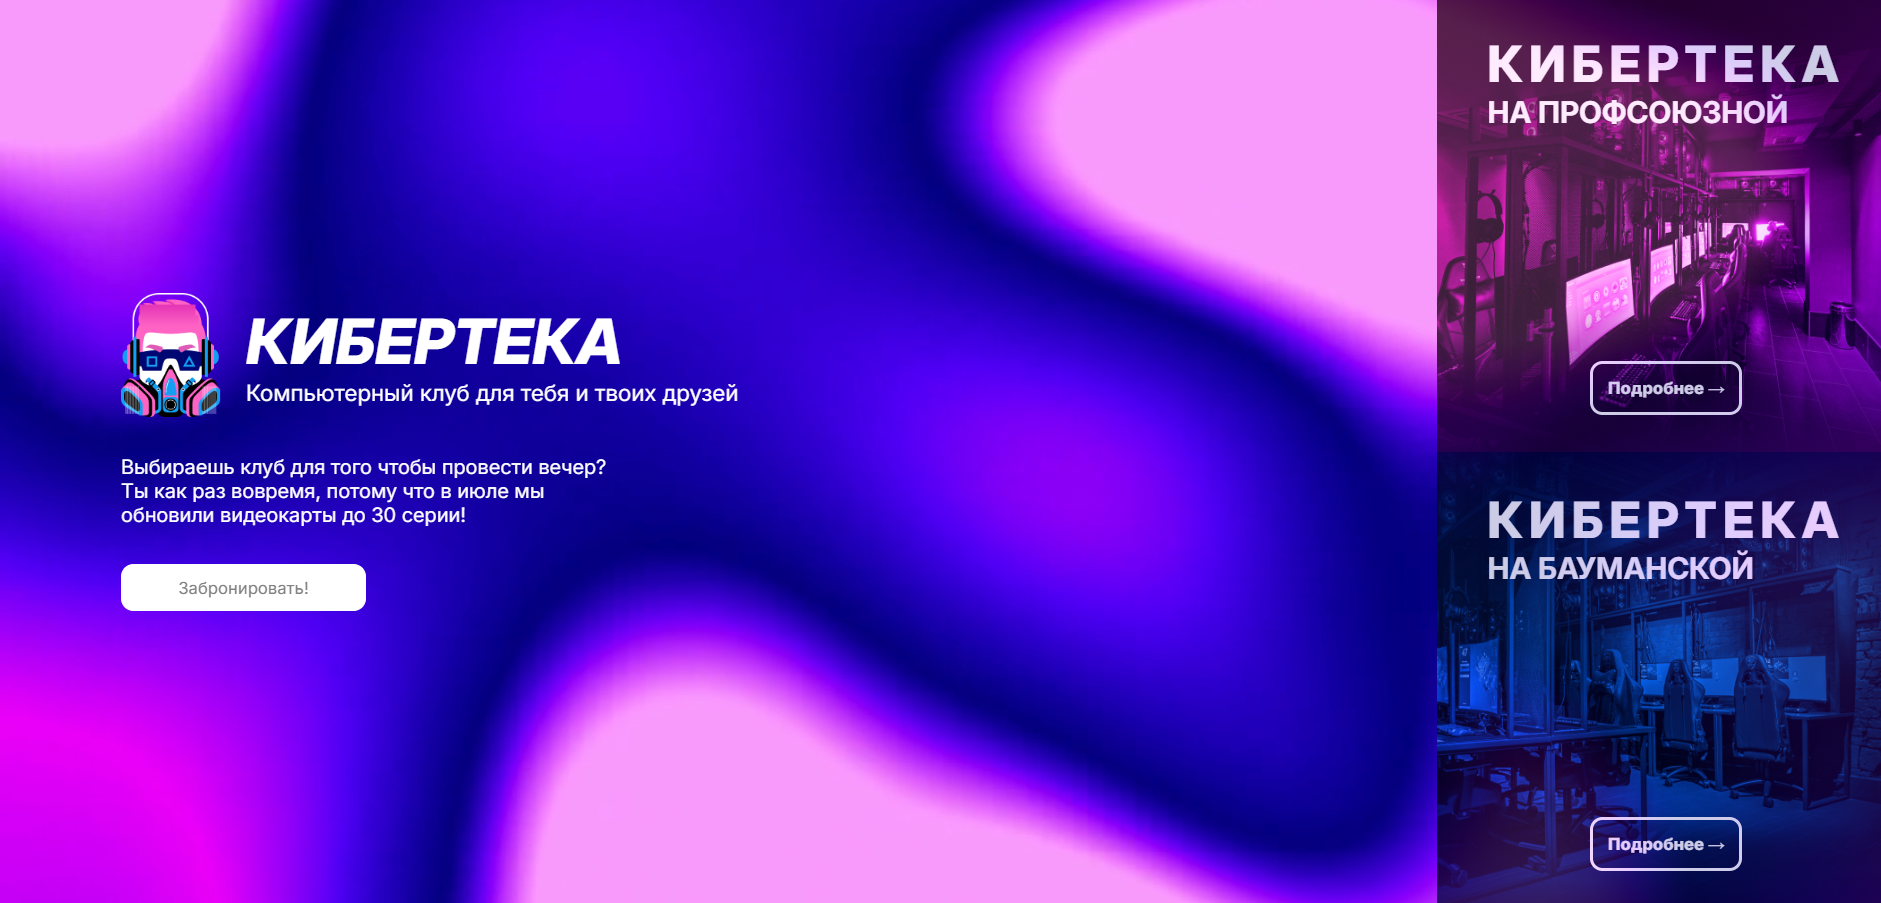 КИБЕРТЕКА
Компьютерный клуб для тебя и твоих друзей
Выбираешь клуб для того чтобы провести вечер?
Ты как раз вовремя, потому что в июле мы
обновили видеокарты до 30 серии!
Забронировать!
КИБЕРТЕКА
НА ПРОФСОЮЗНОЙ
Подробнее →
КИБЕРТЕКА
НА БАУМАНСКОЙ
Подробнее →